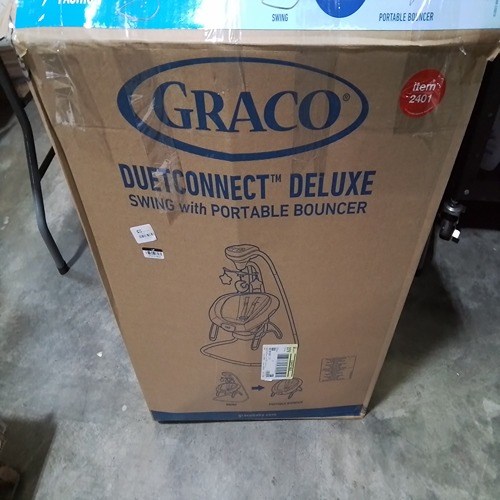 SWING
PORTABLE BOUNCER
GRACO®
Item
2401
DUETCONNECT™ DELUXE
SWING with PORTABLE BOUNCER